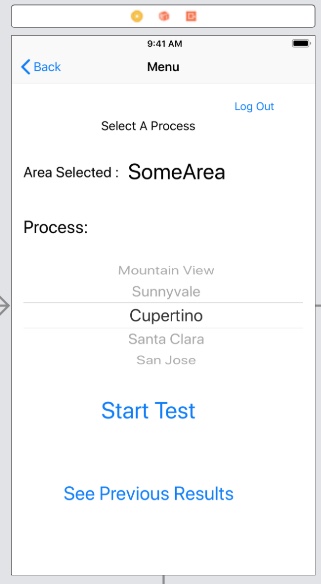 9:41 AM
Back
Menu
Log Out
Select A Process
Area Selected : SomeArea
Process:
Mountain View
Sunnyvale
Cupertino
Santa Clara
San Jose
Start Test
See Previous Results